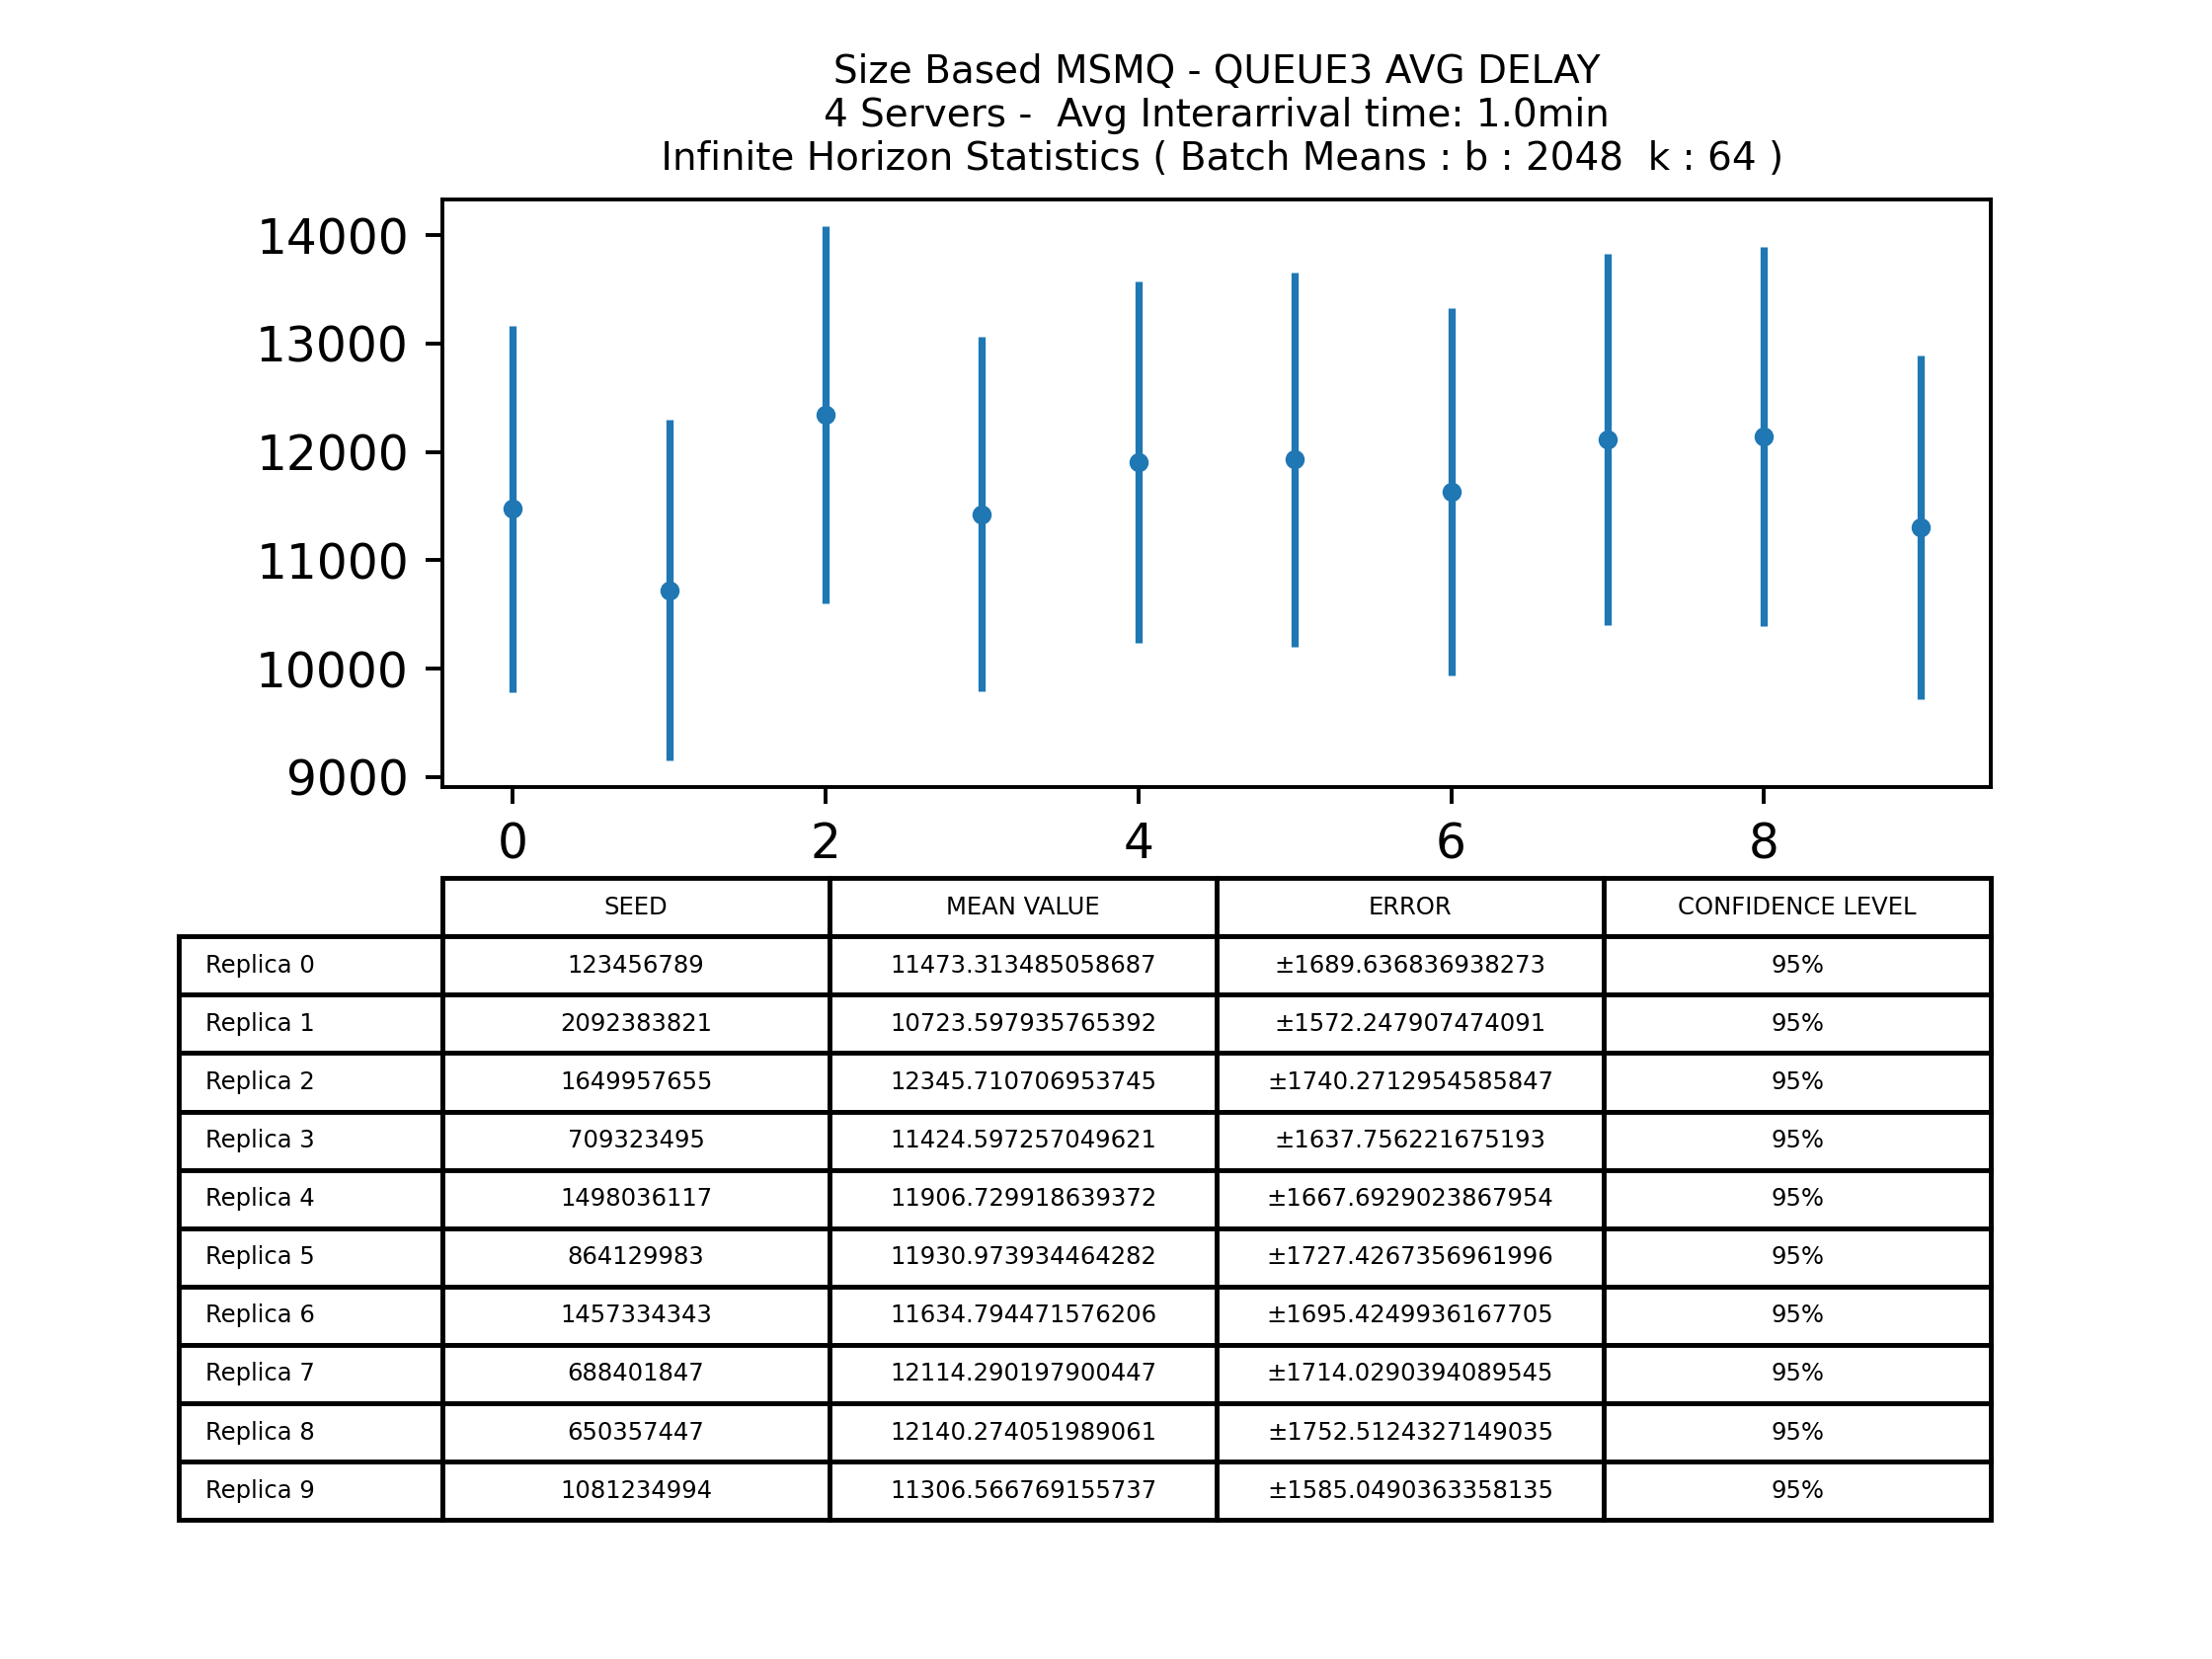 Size Based MSMQ - QUEUE3 AVG DELAY
4 Servers -  Avg Interarrival time: 1.0min
Infinite Horizon Statistics ( Batch Means : b : 2048  k : 64 )
14000
13000
12000
11000
10000
9000
0 2 4 6 8
SEED MEAN VALUE ERROR CONFIDENCE LEVEL
Replica 0 123456789 11473.313485058687 ±1689.636836938273 95%
Replica 1 2092383821 10723.597935765392 ±1572.247907474091 95%
Replica 2 1649957655 12345.710706953745 ±1740.2712954585847 95%
Replica 3 709323495 11424.597257049621 ±1637.756221675193 95%
Replica 4 1498036117 11906.729918639372 ±1667.6929023867954 95%
Replica 5 864129983 11930.973934464282 ±1727.4267356961996 95%
Replica 6 1457334343 11634.794471576206 ±1695.4249936167705 95%
Replica 7 688401847 12114.290197900447 ±1714.0290394089545 95%
Replica 8 650357447 12140.274051989061 ±1752.5124327149035 95%
Replica 9 1081234994 11306.566769155737 ±1585.0490363358135 95%